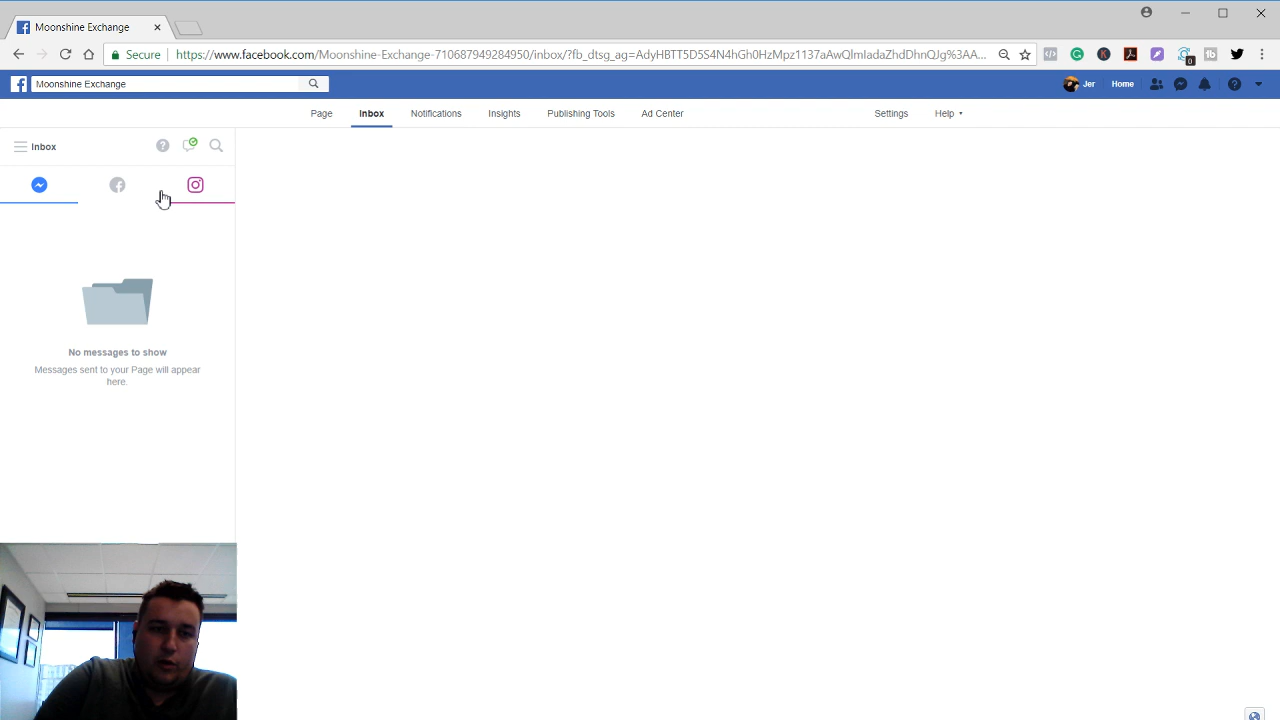 Moonshine Exchange
Secure
https://www.facebook.com/Moonshine-Exchange-710687949284950/inbox/?fb_dtsg_ag=AdyHBTT5D5S4N4hGh0HzMpz1137aAwQlmIadaZhdDhnQJg%3AA...
Moonshine Exchange
Jer
Home
Page
Inbox
Notifications
Insights
Publishing Tools
Ad Center
Settings
Help
Inbox
No messages to show
Messages sent to your Page will appear
here.